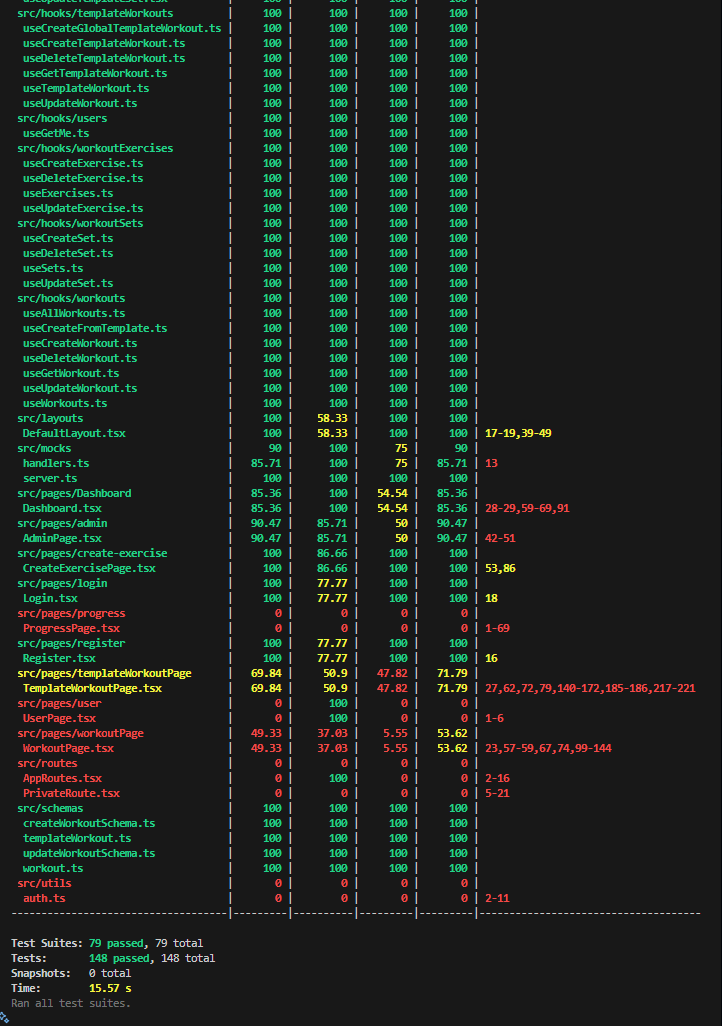 src/hooks/templateWorkouts | 100 | 100 | 100 | 100 |
useCreateGlobalTemplateWorkout.ts | 100 | 100 | 100 | 100 |
useCreateTemplateWorkout.ts | 100 | 100 | 100 | 100 |
useDeleteTemplateWorkout.ts | 100 | 100 | 100 | 100 |
useGetTemplateWorkout.ts | 100 | 100 | 100 | 100 |
useTemplateWorkout.ts | 100 | 100 | 100 | 100 |
useUpdateWorkout.ts | 100 | 100 | 100 | 100 |
src/hooks/users | 100 | 100 | 100 | 100 |
useGetMe.ts | 100 | 100 | 100 | 100 |
src/hooks/workoutExercises | 100 | 100 | 100 | 100 |
useCreateExercise.ts | 100 | 100 | 100 | 100 |
useDeleteExercise.ts | 100 | 100 | 100 | 100 |
useExercises.ts | 100 | 100 | 100 | 100 |
useUpdateExercise.ts | 100 | 100 | 100 | 100 |
src/hooks/workoutSets | 100 | 100 | 100 | 100 |
useCreateSet.ts | 100 | 100 | 100 | 100 |
useDeleteSet.ts | 100 | 100 | 100 | 100 |
useSets.ts | 100 | 100 | 100 | 100 |
useUpdateSet.ts | 100 | 100 | 100 | 100 |
src/hooks/workouts | 100 | 100 | 100 | 100 |
useAllWorkouts.ts | 100 | 100 | 100 | 100 |
useCreateFromTemplate.ts | 100 | 100 | 100 | 100 |
useCreateWorkout.ts | 100 | 100 | 100 | 100 |
useDeleteWorkout.ts | 100 | 100 | 100 | 100 |
useGetWorkout.ts | 100 | 100 | 100 | 100 |
useUpdateWorkout.ts | 100 | 100 | 100 | 100 |
useWorkouts.ts | 100 | 100 | 100 | 100 |
src/layouts | 100 | 58.33 | 100 | 100 |
DefaultLayout.tsx | 100 | 58.33 | 100 | 100 | 17-19,39-49
src/mocks | 90 | 100 | 75 | 90 |
handlers.ts | 85.71 | 100 | 75 | 85.71 | 13
server.ts | 100 | 100 | 100 | 100 |
src/pages/Dashboard | 85.36 | 100 | 54.54 | 85.36 |
Dashboard.tsx | 85.36 | 100 | 54.54 | 85.36 | 28-29,59-69,91
src/pages/admin | 90.47 | 85.71 | 50 | 90.47 |
AdminPage.tsx | 90.47 | 85.71 | 50 | 90.47 | 42-51
src/pages/create-exercise | 100 | 86.66 | 100 | 100 |
CreateExercisePage.tsx | 100 | 86.66 | 100 | 100 | 53,86
src/pages/login | 100 | 77.77 | 100 | 100 |
Login.tsx | 100 | 77.77 | 100 | 100 | 18
src/pages/progress | 0 | 0 | 0 | 0 |
ProgressPage.tsx | 0 | 0 | 0 | 0 | 1-69
src/pages/register | 100 | 77.77 | 100 | 100 |
Register.tsx | 100 | 77.77 | 100 | 100 | 16
src/pages/templateWorkoutPage | 69.84 | 50.9 | 47.82 | 71.79 |
TemplateWorkoutPage.tsx | 69.84 | 50.9 | 47.82 | 71.79 | 27,62,72,79,140-172,185-186,217-221
src/pages/user | 0 | 100 | 0 | 0 |
UserPage.tsx | 0 | 100 | 0 | 0 | 1-6
src/pages/workoutPage | 49.33 | 37.03 | 5.55 | 53.62 |
WorkoutPage.tsx | 49.33 | 37.03 | 5.55 | 53.62 | 23,57-59,67,74,99-144
src/routes | 0 | 0 | 0 | 0 |
AppRoutes.tsx | 0 | 100 | 0 | 0 | 2-16
PrivateRoute.tsx | 0 | 0 | 0 | 0 | 5-21
src/schemas | 100 | 100 | 100 | 100 |
createWorkoutSchema.ts | 100 | 100 | 100 | 100 |
templateWorkout.ts | 100 | 100 | 100 | 100 |
updateWorkoutSchema.ts | 100 | 100 | 100 | 100 |
workout.ts | 100 | 100 | 100 | 100 |
src/utils | 0 | 0 | 0 | 0 |
auth.ts | 0 | 0 | 0 | 0 | 2-11
Test Suites: 79 passed, 79 total
Tests: 148 passed, 148 total
Snapshots: 0 total
Time: 15.57 s
Ran all test suites.